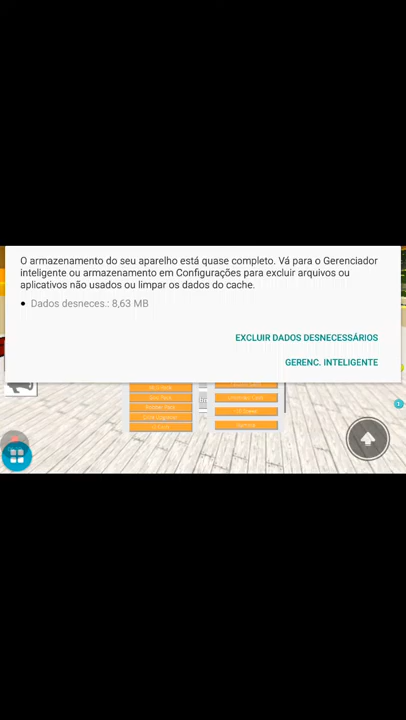 O armazenamento do seu aparelho está quase completo. Vá para o Gerenciador
inteligente ou armazenamento em Configurações para excluir arquivos ou
aplicativos não usados ou limpar os dados do cache.
● Dados desneces.: 8,63 MB
EXCLUIR DADOS DESNECESSÁRIOS
GERENC. INTELIGENTE